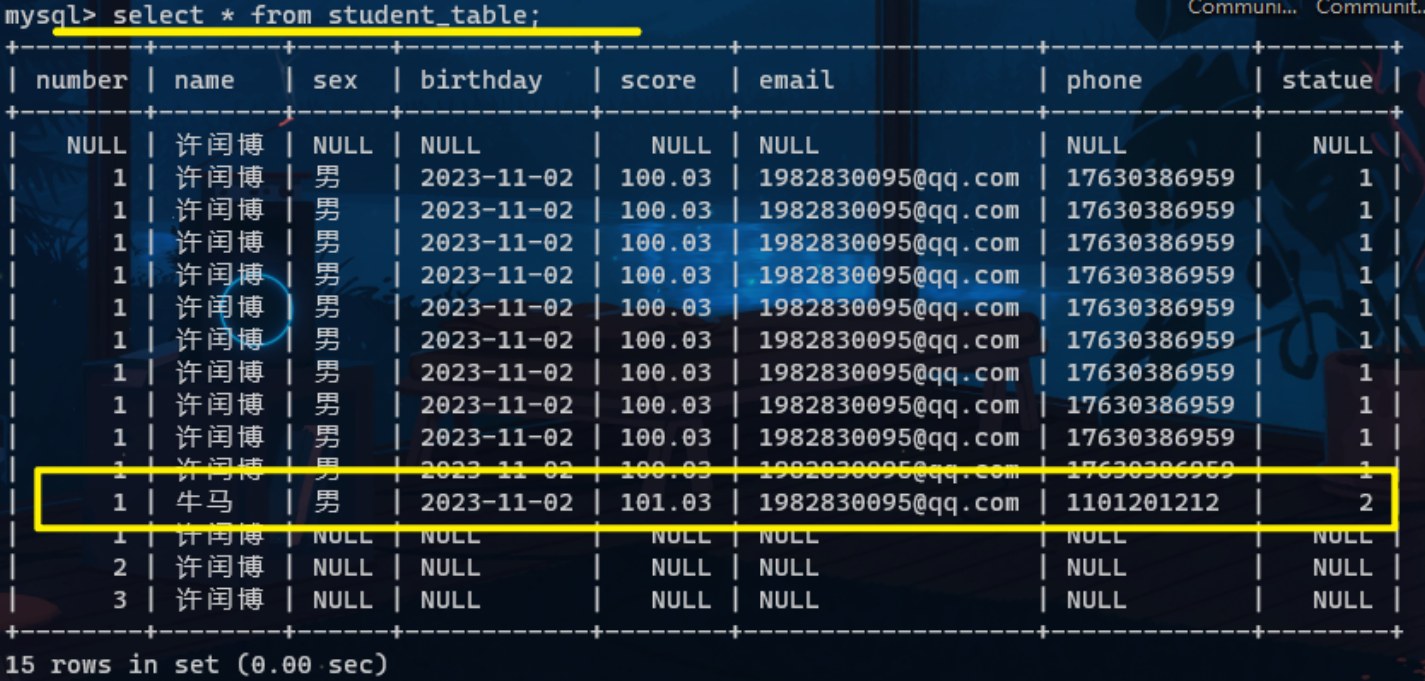 Communi... Communit...
mysql> select * from student_table;
+--------+--------+------+------------+--------+-------------------+-------------+--------+
| number | name | sex | birthday | score | email | phone | statue |
+--------+--------+------+------------+--------+-------------------+-------------+--------+
| NULL | 许闰博 | NULL | NULL | NULL | NULL | NULL | NULL |
| 1 | 许闰博 | 男 | 2023-11-02 | 100.03 | 1982830095@qq.com | 17630386959 | 1 |
| 1 | 许闰博 | 男 | 2023-11-02 | 100.03 | 1982830095@qq.com | 17630386959 | 1 |
| 1 | 许闰博 | 男 | 2023-11-02 | 100.03 | 1982830095@qq.com | 17630386959 | 1 |
| 1 | 许闰博 | 男 | 2023-11-02 | 100.03 | 1982830095@qq.com | 17630386959 | 1 |
| 1 | 许闰博 | 男 | 2023-11-02 | 100.03 | 1982830095@qq.com | 17630386959 | 1 |
| 1 | 许闰博 | 男 | 2023-11-02 | 100.03 | 1982830095@qq.com | 17630386959 | 1 |
| 1 | 许闰博 | 男 | 2023-11-02 | 100.03 | 1982830095@qq.com | 17630386959 | 1 |
| 1 | 许闰博 | 男 | 2023-11-02 | 100.03 | 1982830095@qq.com | 17630386959 | 1 |
| 1 | 许闰博 | 男 | 2023-11-02 | 100.03 | 1982830095@qq.com | 17630386959 | 1 |
| 1 | 许闰博 | 男 | 2023-11-02 | 100.03 | 1982830095@qq.com | 17630386959 | 1 |
| 1 | 牛马 | 男 | 2023-11-02 | 101.03 | 1982830095@qq.com | 1101201212 | 2 |
| 1 | 许闰博 | NULL | NULL | NULL | NULL | NULL | NULL |
| 2 | 许闰博 | NULL | NULL | NULL | NULL | NULL | NULL |
| 3 | 许闰博 | NULL | NULL | NULL | NULL | NULL | NULL |
+--------+--------+------+------------+--------+-------------------+-------------+--------+
15 rows in set (0.00 sec)